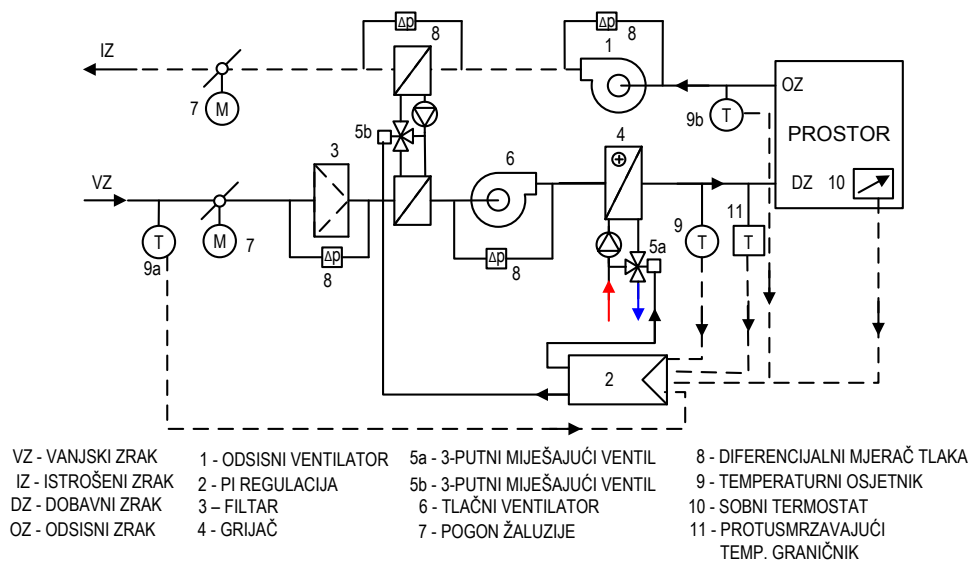 Δp
8
Δp
8
1
IZ
7
M
OZ
9b
T
PROSTOR
5b
4
3
6
VZ
DZ
10
T
9a
M
7
Δp
8
Δp
8
5a
9
T
11
T
2
VZ - VANJSKI ZRAK
IZ - ISTROŠENI ZRAK
DZ - DOBAVNI ZRAK
OZ - ODSISNI ZRAK
1 - ODSISNI VENTILATOR
2 - PI REGULACIJA
3 – FILTAR
4 - GRIJAČ
5a - 3-PUTNI MIJEŠAJUĆI VENTIL
5b - 3-PUTNI MIJEŠAJUĆI VENTIL
6 - TLAČNI VENTILATOR
7 - POGON ŽALUZIJE
8 - DIFERENCIJALNI MJERAČ TLAKA
9 - TEMPERATURNI OSJETNIK
10 - SOBNI TERMOSTAT
11 - PROTUSMRZAVAJUĆI
TEMP. GRANIČNIK